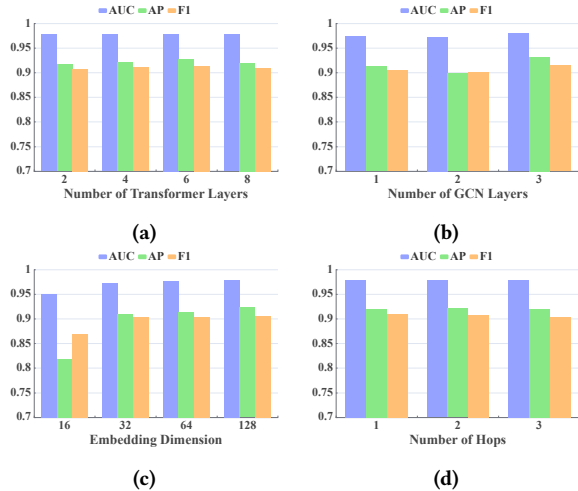 AUC AP F1
1
0.95
0.9
0.85
0.8
0.75
0.7
2 4 6 8
Number of Transformer Layers
(a)
AUC AP F1
1
0.95
0.9
0.85
0.8
0.75
0.7
1 2 3
Number of GCN Layers
(b)
AUC AP F1
1
0.95
0.9
0.85
0.8
0.75
0.7
16 32 64 128
Embedding Dimension
(c)
AUC AP F1
1
0.95
0.9
0.85
0.8
0.75
0.7
1 2 3
Number of Hops
(d)